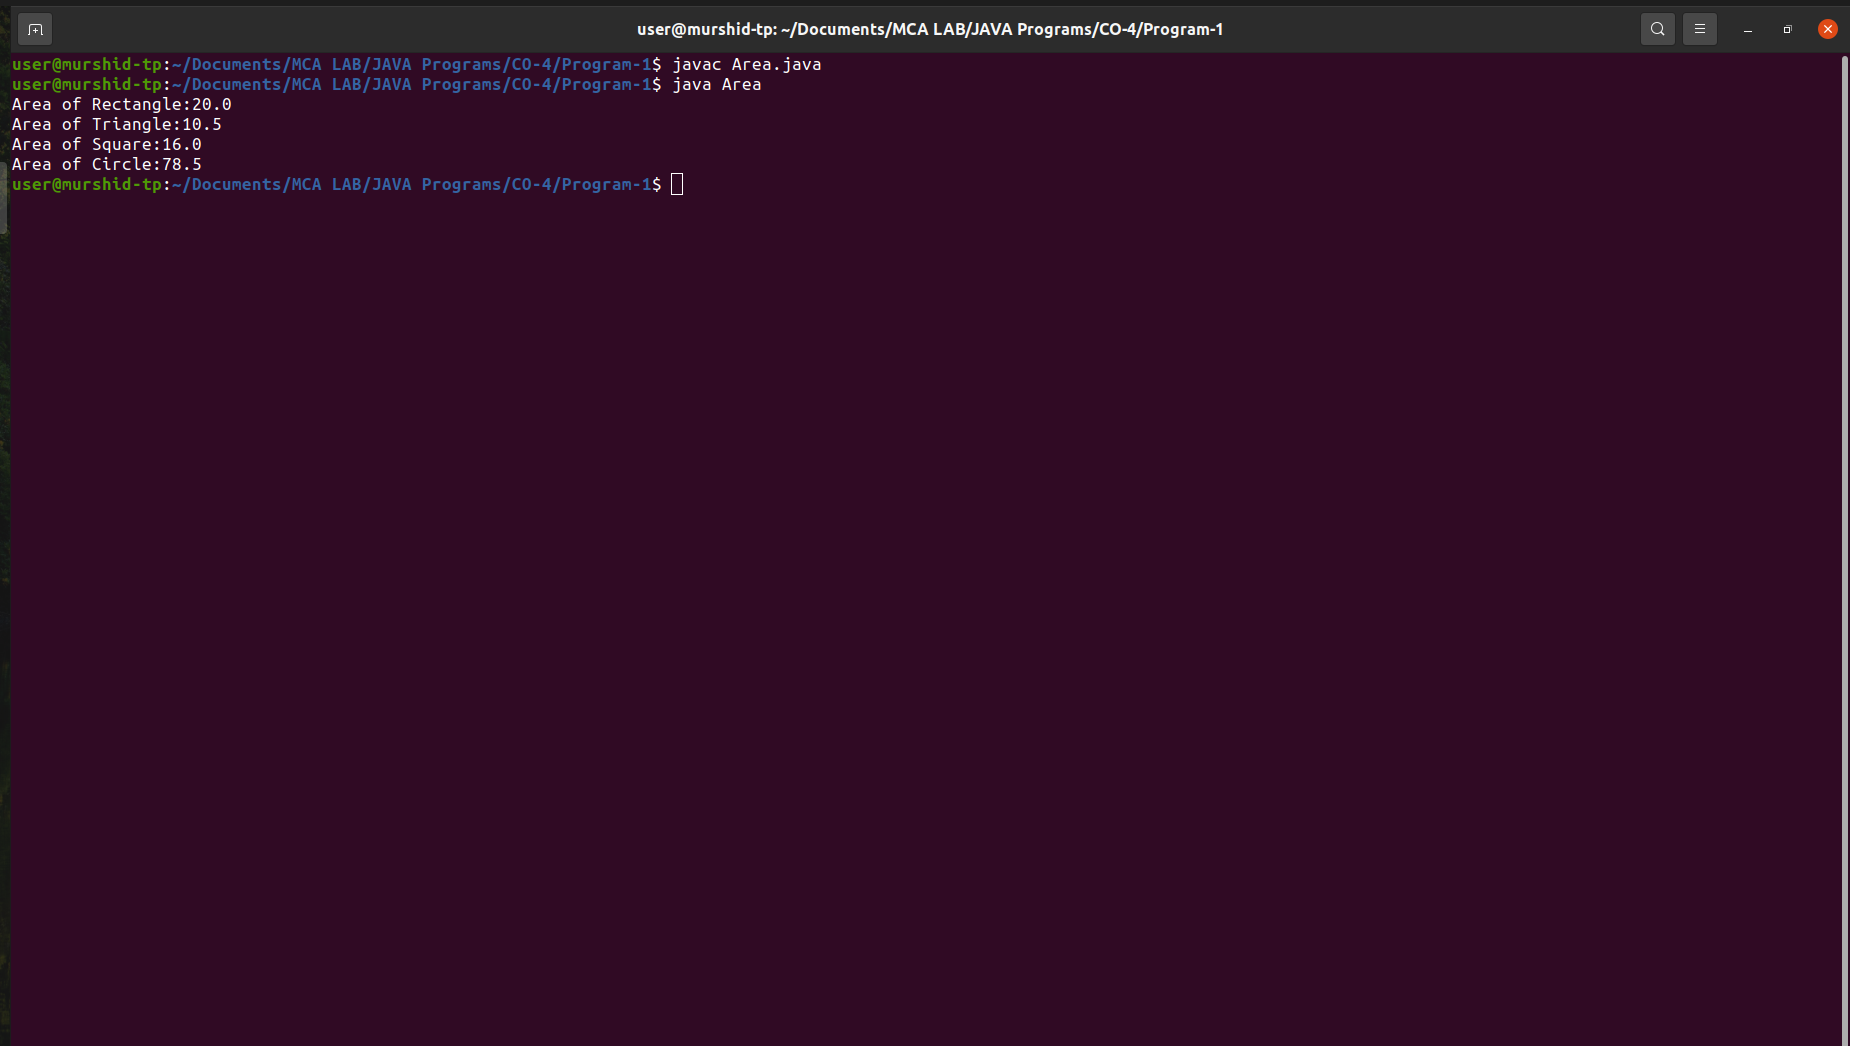 user@murshid-tp: ~/Documents/MCA LAB/JAVA Programs/CO-4/Program-1
user@murshid-tp:~/Documents/MCA LAB/JAVA Programs/CO-4/Program-1$ javac Area.java
user@murshid-tp:~/Documents/MCA LAB/JAVA Programs/CO-4/Program-1$ java Area
Area of Rectangle:20.0
Area of Triangle:10.5
Area of Square:16.0
Area of Circle:78.5
user@murshid-tp:~/Documents/MCA LAB/JAVA Programs/CO-4/Program-1$